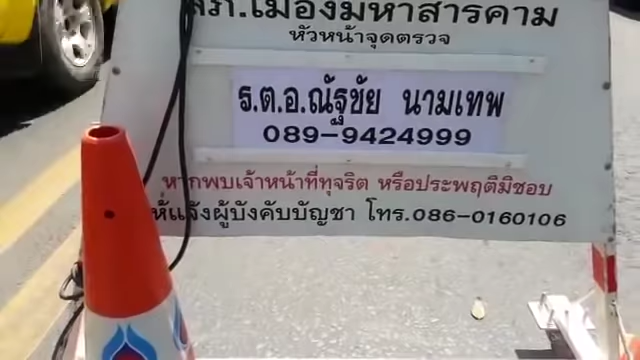 สภ.เมืองมหาสารคาม
หัวหน้าจุดตรวจ
ร.ต.อ.ณัฐชัย นามเทพ
089-9424999
หากพบเจ้าหน้าที่ทุจริต หรือประพฤติมิชอบ
ให้แจ้งผู้บังคับบัญชา โทร.086-0160106